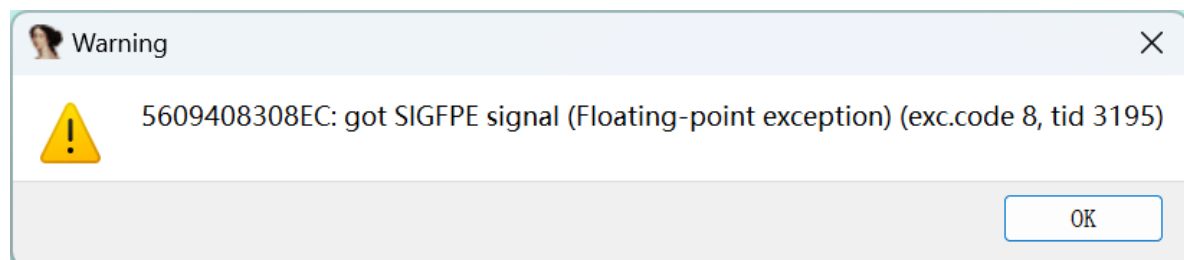 Warning
5609408308EC: got SIGFPE signal (Floating-point exception) (exc.code 8, tid 3195)
OK